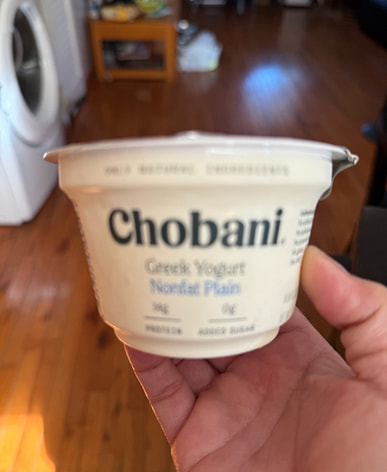 ONLY NATURAL INGREDIENTS
Chobani®
Greek Yogurt
Nonfat Plain
14g 0g
PROTEIN ADDED SUGAR